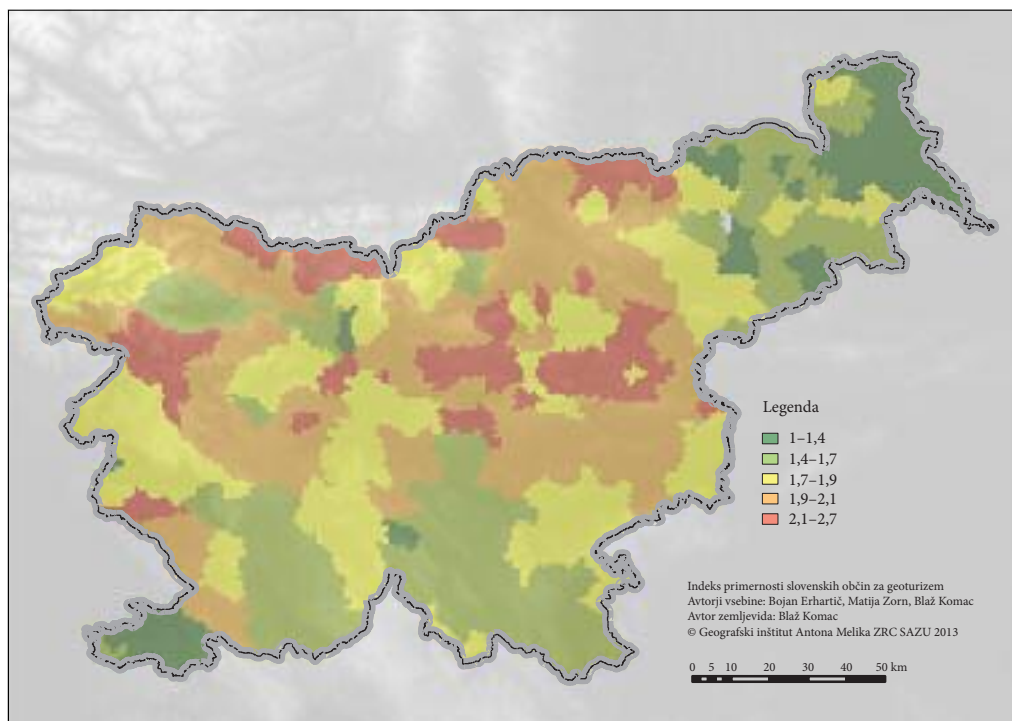 Legenda
1–1,4
1,4–1,7
1,7–1,9
1,9–2,1
2,1–2,7
Indeks primernosti slovenskih občin za geoturizem
Avtorji vsebine: Bojan Erhartič, Matija Zorn, Blaž Komac
Avtor zemljevida: Blaž Komac
© Geografski inštitut Antona Melika ZRC SAZU 2013
0 5 10 20 30 40 50 km